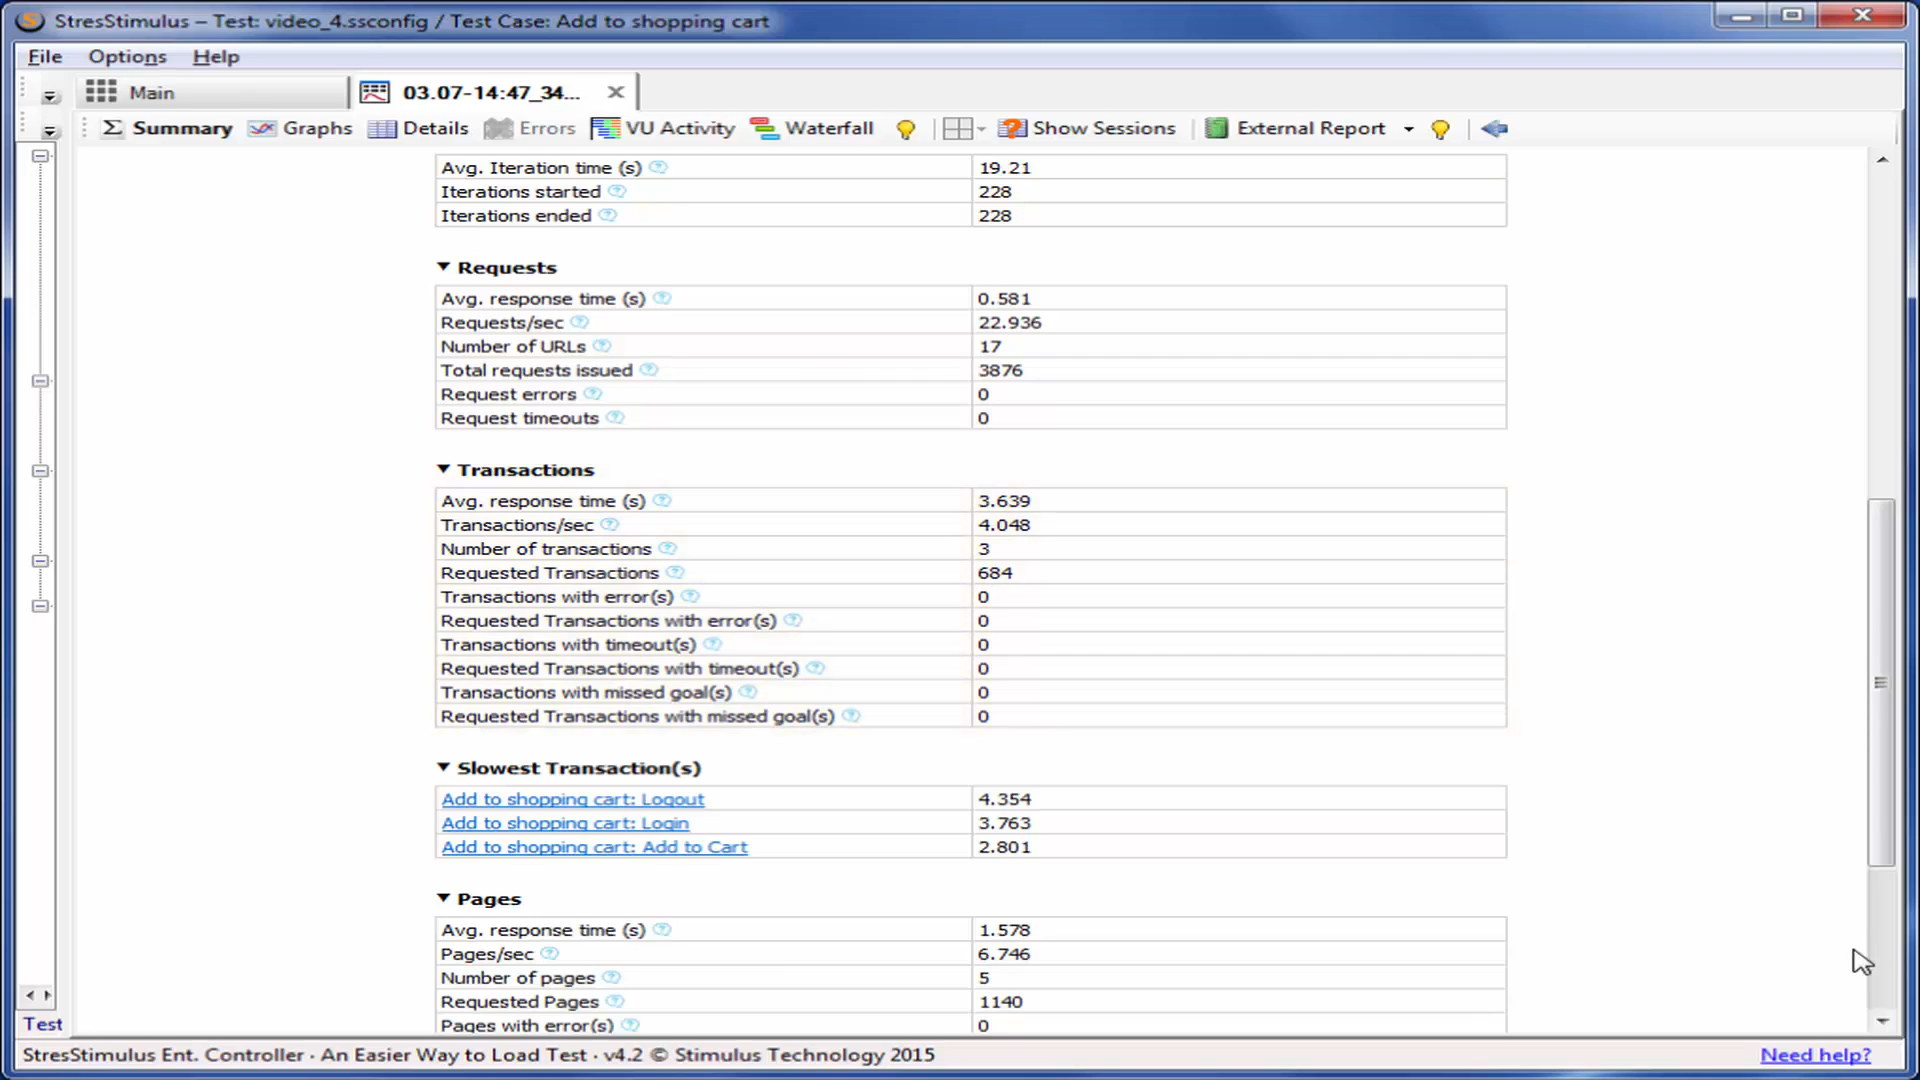 StresStimulus – Test: video_4.ssconfig / Test Case: Add to shopping cart
File Options Help
Main 03.07-14:47_34...
Summary Graphs Details Errors VU Activity Waterfall Show Sessions External Report
Avg. Iteration time (s) 19.21
Iterations started 228
Iterations ended 228
Requests
Avg. response time (s) 0.581
Requests/sec 22.936
Number of URLs 17
Total requests issued 3876
Request errors 0
Request timeouts 0
Transactions
Avg. response time (s) 3.639
Transactions/sec 4.048
Number of transactions 3
Requested Transactions 684
Transactions with error(s) 0
Requested Transactions with error(s) 0
Transactions with timeout(s) 0
Requested Transactions with timeout(s) 0
Transactions with missed goal(s) 0
Requested Transactions with missed goal(s) 0
Slowest Transaction(s)
Add to shopping cart: Logout 4.354
Add to shopping cart: Login 3.763
Add to shopping cart: Add to Cart 2.801
Pages
Avg. response time (s) 1.578
Pages/sec 6.746
Number of pages 5
Requested Pages 1140
Pages with error(s) 0
Test
StresStimulus Ent. Controller · An Easier Way to Load Test · v4.2 © Stimulus Technology 2015 Need help?